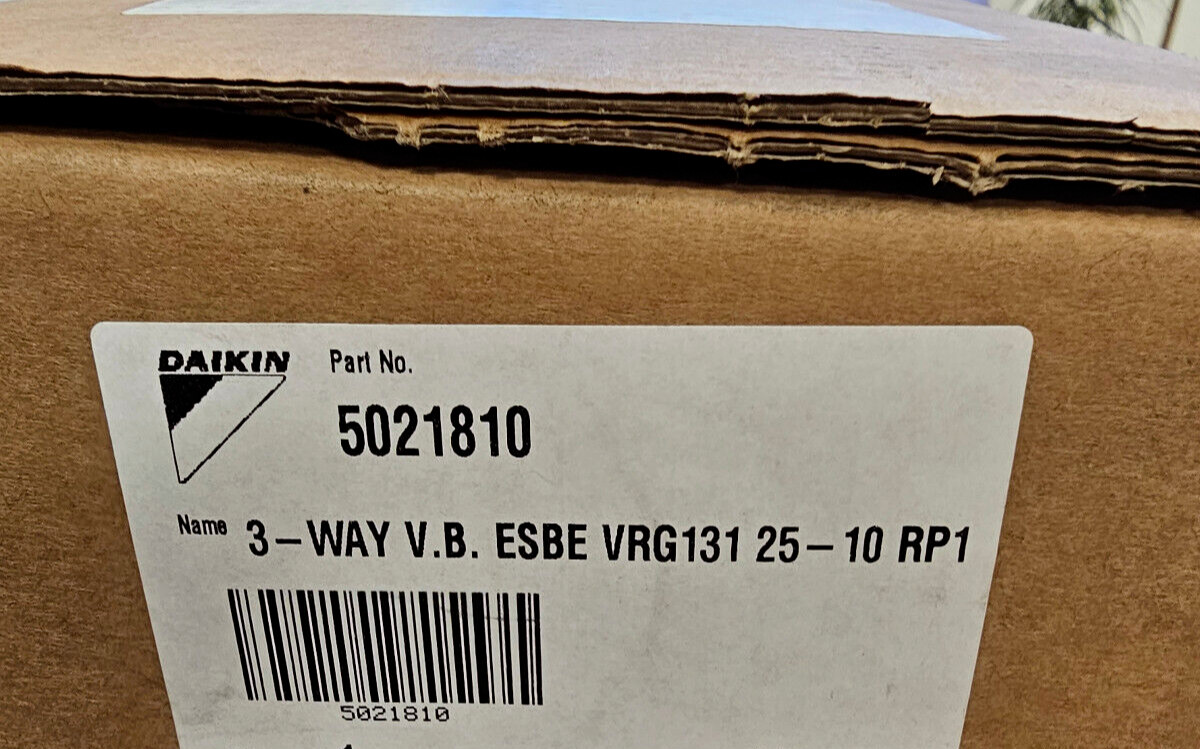 DAIKIN
Part No.
5021810
Name 3-WAY V.B. ESBE VRG131 25-10 RP1
5021810